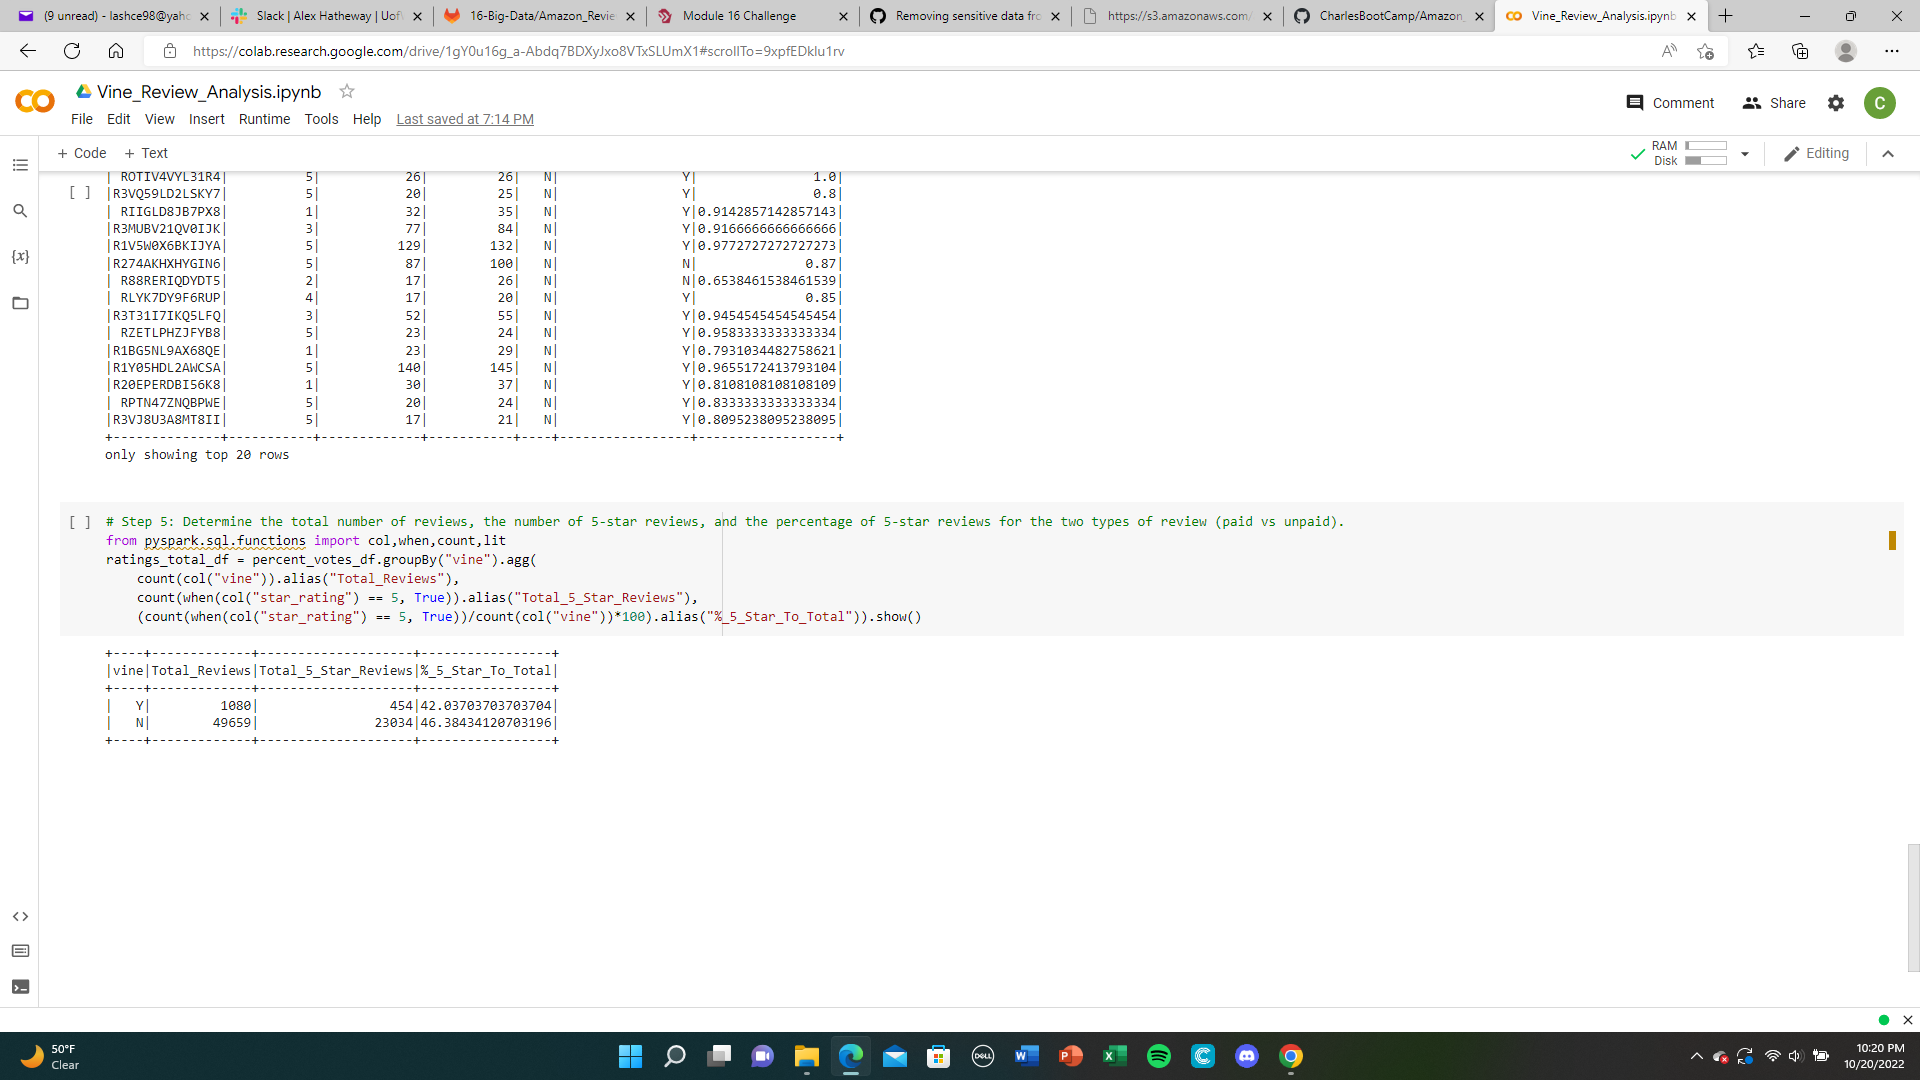 (9 unread) - lashce98@yaho
Slack | Alex Hatheway | Uof
16-Big-Data/Amazon_Revie
Module 16 Challenge
Removing sensitive data fro
https://s3.amazonaws.com/
CharlesBootCamp/Amazon_
Vine_Review_Analysis.ipynb
https://colab.research.google.com/drive/1gY0u16g_a-Abdq7BDXyJxo8VTxSLUmX1#scrollTo=9xpfEDkIu1rv
Vine_Review_Analysis.ipynb
Comment Share C
File Edit View Insert Runtime Tools Help Last saved at 7:14 PM
+ Code + Text
RAM
Disk
Editing
| ROTIV4VYL31R4| 5| 26| 26| N| Y| 1.0|
[ ] |R3VQ59LD2LSKY7| 5| 20| 25| N| Y| 0.8|
| RIIGLD8JB7PX8| 1| 32| 35| N| Y|0.9142857142857143|
|R3MUBV21QV0IJK| 3| 77| 84| N| Y|0.9166666666666666|
|R1V5W0X6BKIJYA| 5| 129| 132| N| Y|0.9772727272727273|
|R274AKHXHYGIN6| 5| 87| 100| N| N| 0.87|
| R88RERIQDYDT5| 2| 17| 26| N| N|0.6538461538461539|
| RLYK7DY9F6RUP| 4| 17| 20| N| Y| 0.85|
|R3T31I7IKQ5LFQ| 3| 52| 55| N| Y|0.9454545454545454|
| RZETLPHZJFYB8| 5| 23| 24| N| Y|0.9583333333333334|
|R1BG5NL9AX68QE| 1| 23| 29| N| Y|0.7931034482758621|
|R1Y05HDL2AWCSA| 5| 140| 145| N| Y|0.9655172413793104|
|R20EPERDBI56K8| 1| 30| 37| N| Y|0.8108108108108109|
| RPTN47ZNQBPWE| 5| 20| 24| N| Y|0.8333333333333334|
|R3VJ8U3A8MT8II| 5| 17| 21| N| Y|0.8095238095238095|
+--------------+-----------+-------------+-----------+----+-----------------+------------------+
only showing top 20 rows
[ ] # Step 5: Determine the total number of reviews, the number of 5-star reviews, and the percentage of 5-star reviews for the two types of review (paid vs unpaid).
from pyspark.sql.functions import col,when,count,lit
ratings_total_df = percent_votes_df.groupBy("vine").agg(
count(col("vine")).alias("Total_Reviews"),
count(when(col("star_rating") == 5, True)).alias("Total_5_Star_Reviews"),
(count(when(col("star_rating") == 5, True))/count(col("vine"))*100).alias("%_5_Star_To_Total")).show()
+----+-------------+--------------------+-----------------+
|vine|Total_Reviews|Total_5_Star_Reviews|%_5_Star_To_Total|
+----+-------------+--------------------+-----------------+
| Y| 1080| 454|42.03703703703704|
| N| 49659| 23034|46.38434120703196|
+----+-------------+--------------------+-----------------+
50°F
Clear
10:20 PM
10/20/2022